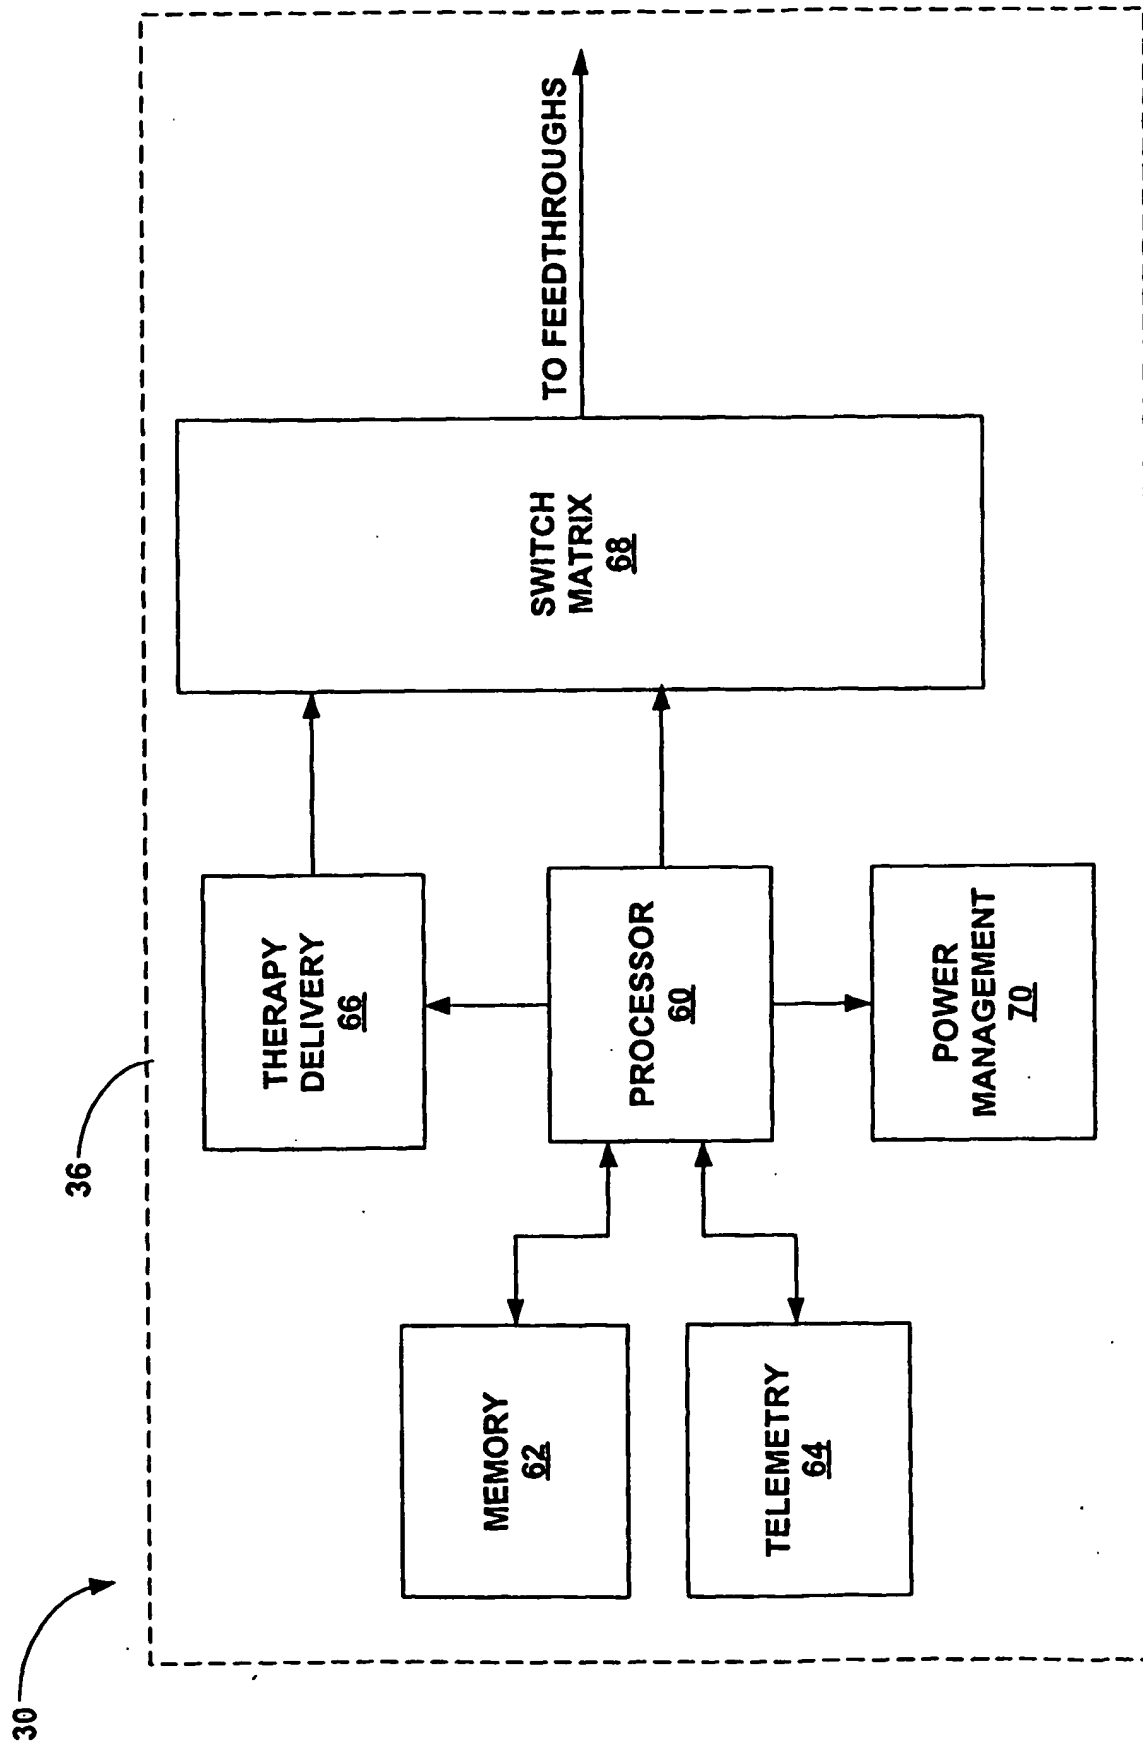 30
36
THERAPY
DELIVERY
66
SWITCH
MATRIX
68
TO FEEDTHROUGHS
MEMORY
62
PROCESSOR
60
TELEMETRY
64
POWER
MANAGEMENT
70